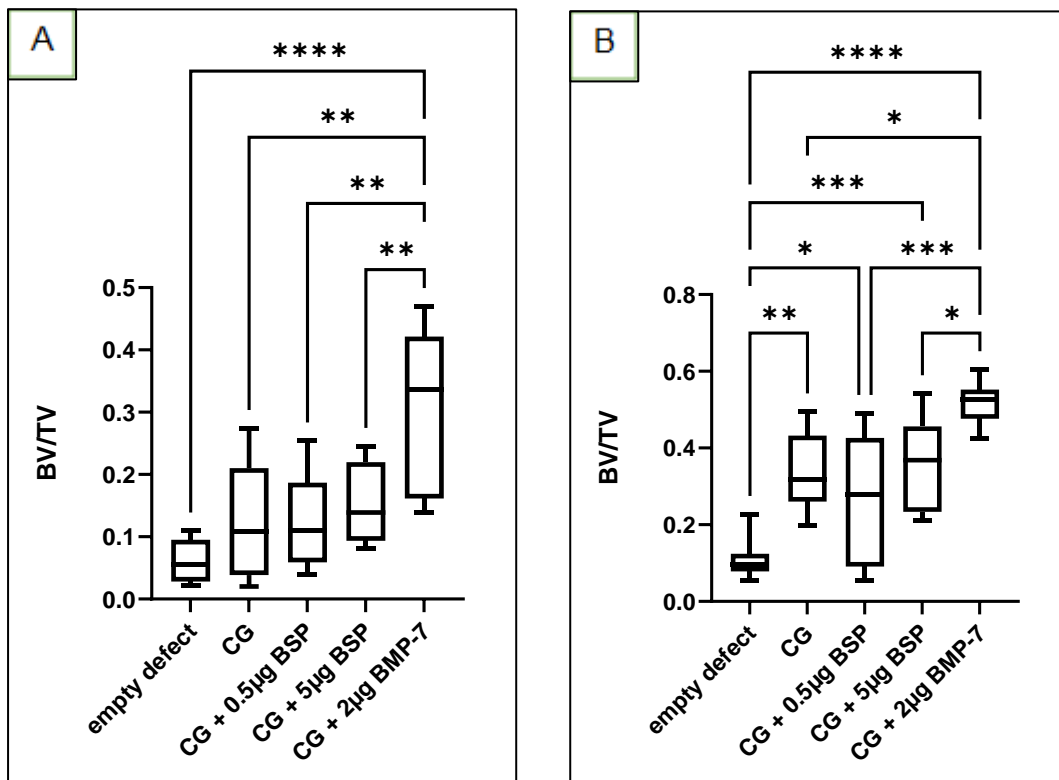 A
****
**
**
**
0.5
0.4
0.3
0.2
0.1
0.0
BV/TV
empty defect
CG
CG + 0.5µg BSP
CG + 5µg BSP
CG + 2µg BMP-7
B
****
*
***
*
***
**
*
0.8
0.6
0.4
0.2
0.0
BV/TV
empty defect
CG
CG + 0.5µg BSP
CG + 5µg BSP
CG + 2µg BMP-7